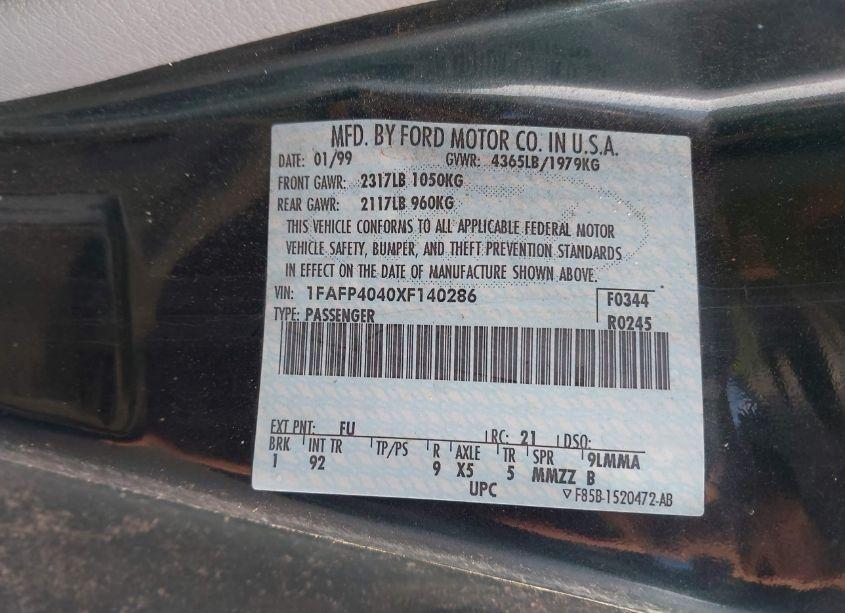 MFD. BY FORD MOTOR CO. IN U.S.A.
DATE: 01/99 GVWR: 4365LB/1979KG
FRONT GAWR: 2317LB 1050KG
REAR GAWR: 2117LB 960KG
THIS VEHICLE CONFORMS TO ALL APPLICABLE FEDERAL MOTOR
VEHICLE SAFETY, BUMPER, AND THEFT PREVENTION STANDARDS
IN EFFECT ON THE DATE OF MANUFACTURE SHOWN ABOVE.
VIN: 1FAFP4040XF140286 F0344
TYPE: PASSENGER R0245
EXT PNT: FU RC: 21 DSO:
BRK INT TR TP/PS R AXLE TR SPR 9LMMA
1 92 9 X5 5 MMZZ B
UPC ▽ F85B-1520472-AB